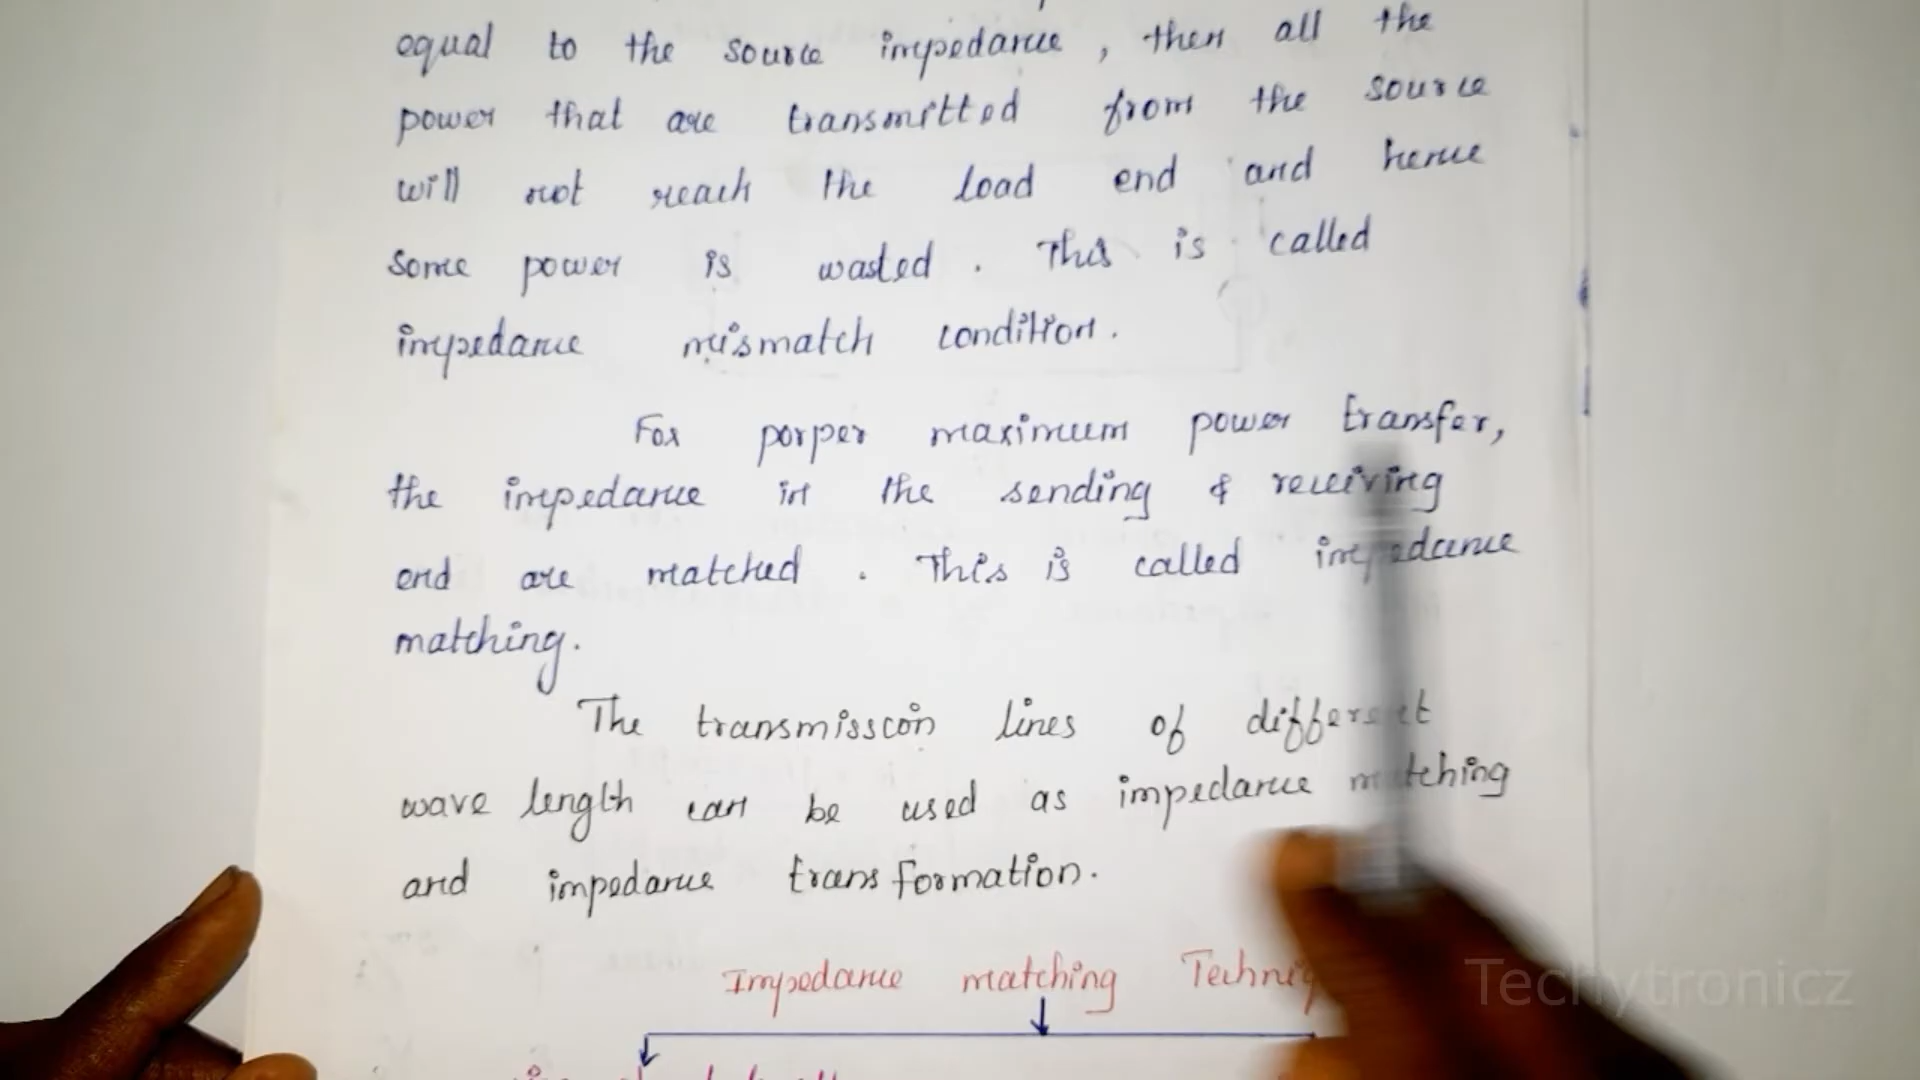 equal to the source impedance, then all the
power that are transmitted from the source
will not reach the load end and hence
some power is wasted. This is called
impedance mismatch condition.
For porper maximum power transfer,
the impedance in the sending & receiving
end are matched. This is called impedance
matching.
The transmisscon lines of different
wave length can be used as impedance matching
and impedance transformation.
Impedance matching
Techytronicz